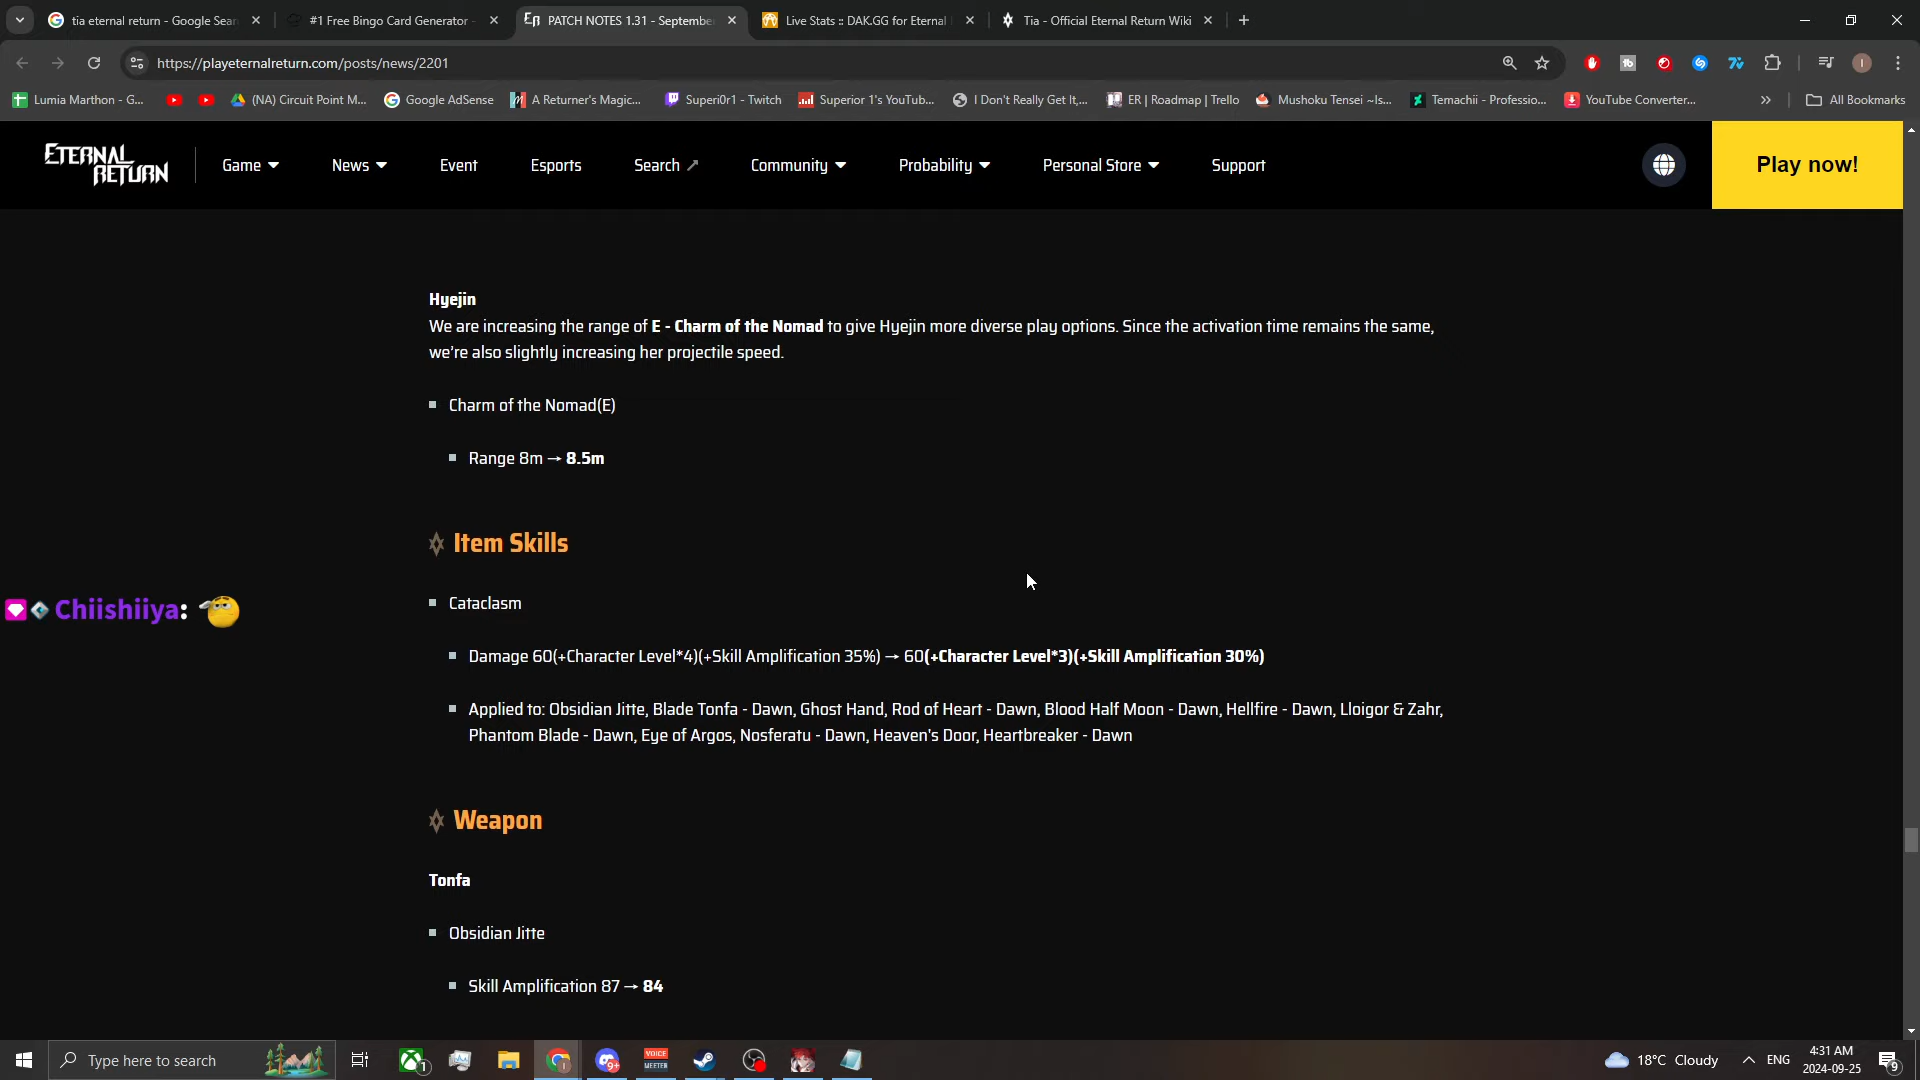 tia eternal return - Google Sear
#1 Free Bingo Card Generator -
PATCH NOTES 1.31 - Septembe
Live Stats :: DAK.GG for Eternal
Tia - Official Eternal Return Wiki
https://playeternalreturn.com/posts/news/2201
Lumia Marthon - G...
(NA) Circuit Point M...
Google AdSense
A Returner's Magic...
Superi0r1 - Twitch
Superior 1's YouTub...
I Don't Really Get It,...
ER | Roadmap | Trello
Mushoku Tensei ~Is...
Temachii - Professio...
YouTube Converter...
All Bookmarks
ETERNAL RETURN
Game
News
Event
Esports
Search
Community
Probability
Personal Store
Support
Play now!
Hyejin
We are increasing the range of E - Charm of the Nomad to give Hyejin more diverse play options. Since the activation time remains the same,
we're also slightly increasing her projectile speed.
Charm of the Nomad(E)
Range 8m → 8.5m
Item Skills
Chiishiiya:
Cataclasm
Damage 60(+Character Level*4)(+Skill Amplification 35%) → 60(+Character Level*3)(+Skill Amplification 30%)
Applied to: Obsidian Jitte, Blade Tonfa - Dawn, Ghost Hand, Rod of Heart - Dawn, Blood Half Moon - Dawn, Hellfire - Dawn, Lloigor & Zahr,
Phantom Blade - Dawn, Eye of Argos, Nosferatu - Dawn, Heaven's Door, Heartbreaker - Dawn
Weapon
Tonfa
Obsidian Jitte
Skill Amplification 87 → 84
Type here to search
1
9+
VOICE
MEETER
18°C Cloudy
ENG
4:31 AM
2024-09-25
9